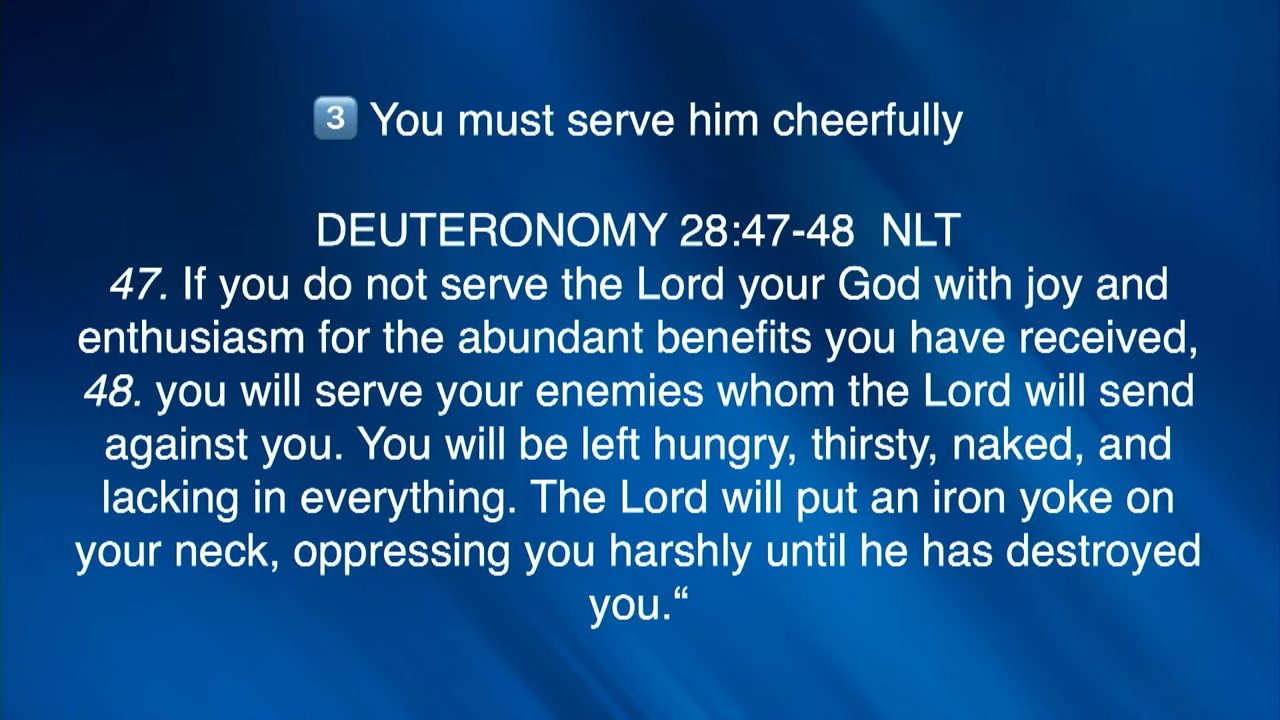 3️⃣ You must serve him cheerfully
DEUTERONOMY 28:47-48  NLT
47. If you do not serve the Lord your God with joy and
enthusiasm for the abundant benefits you have received,
48. you will serve your enemies whom the Lord will send
against you. You will be left hungry, thirsty, naked, and
lacking in everything. The Lord will put an iron yoke on
your neck, oppressing you harshly until he has destroyed
you.“